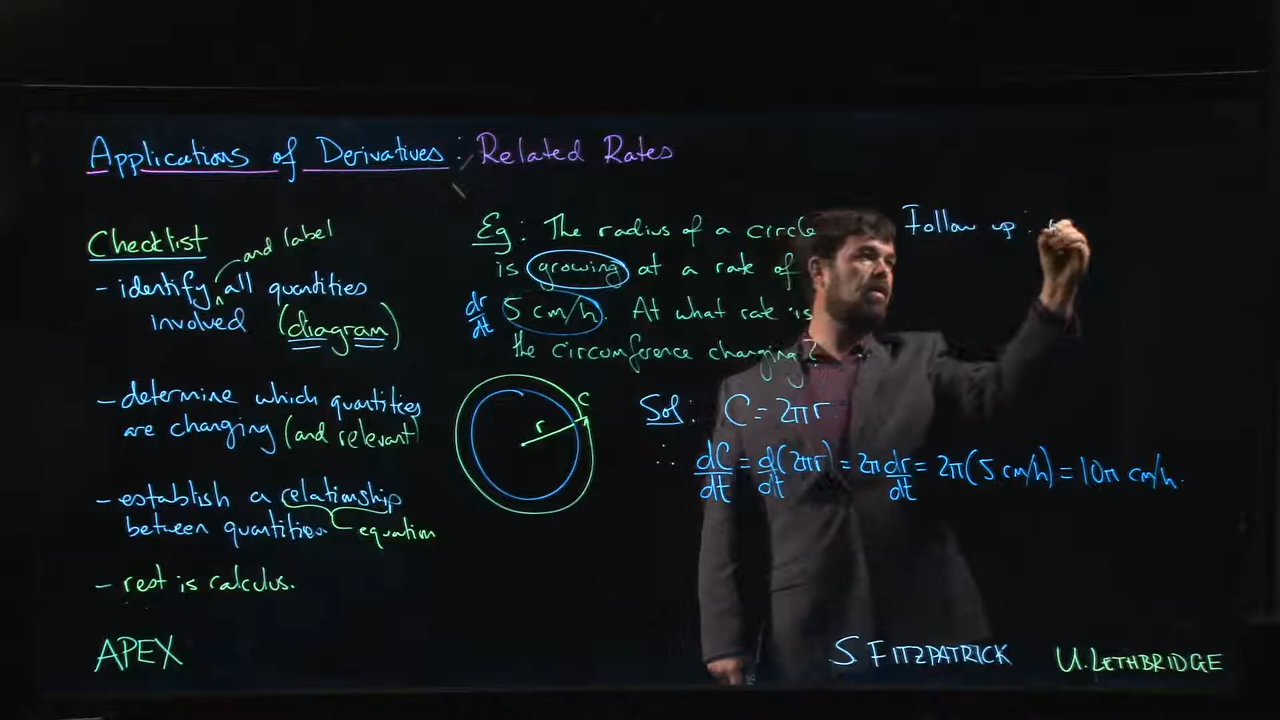 Applications of Derivatives: Related Rates
Checklist
and label
- identify all quantities
involved (diagram)
- determine which quantities
are changing (and relevant)
- establish a relationship
between quantities
equation
- rest is calculus.
APEX
Eg: The radius of a circle
is growing at a rate of
dr/dt 5 cm/h. At what rate is
the circumference changing?
r
C
Sol: C = 2πr
∴ dC/dt = d/dt(2πr) = 2π dr/dt = 2π(5 cm/h) = 10π cm/h.
Follow up:
S FITZPATRICK
U. LETHBRIDGE